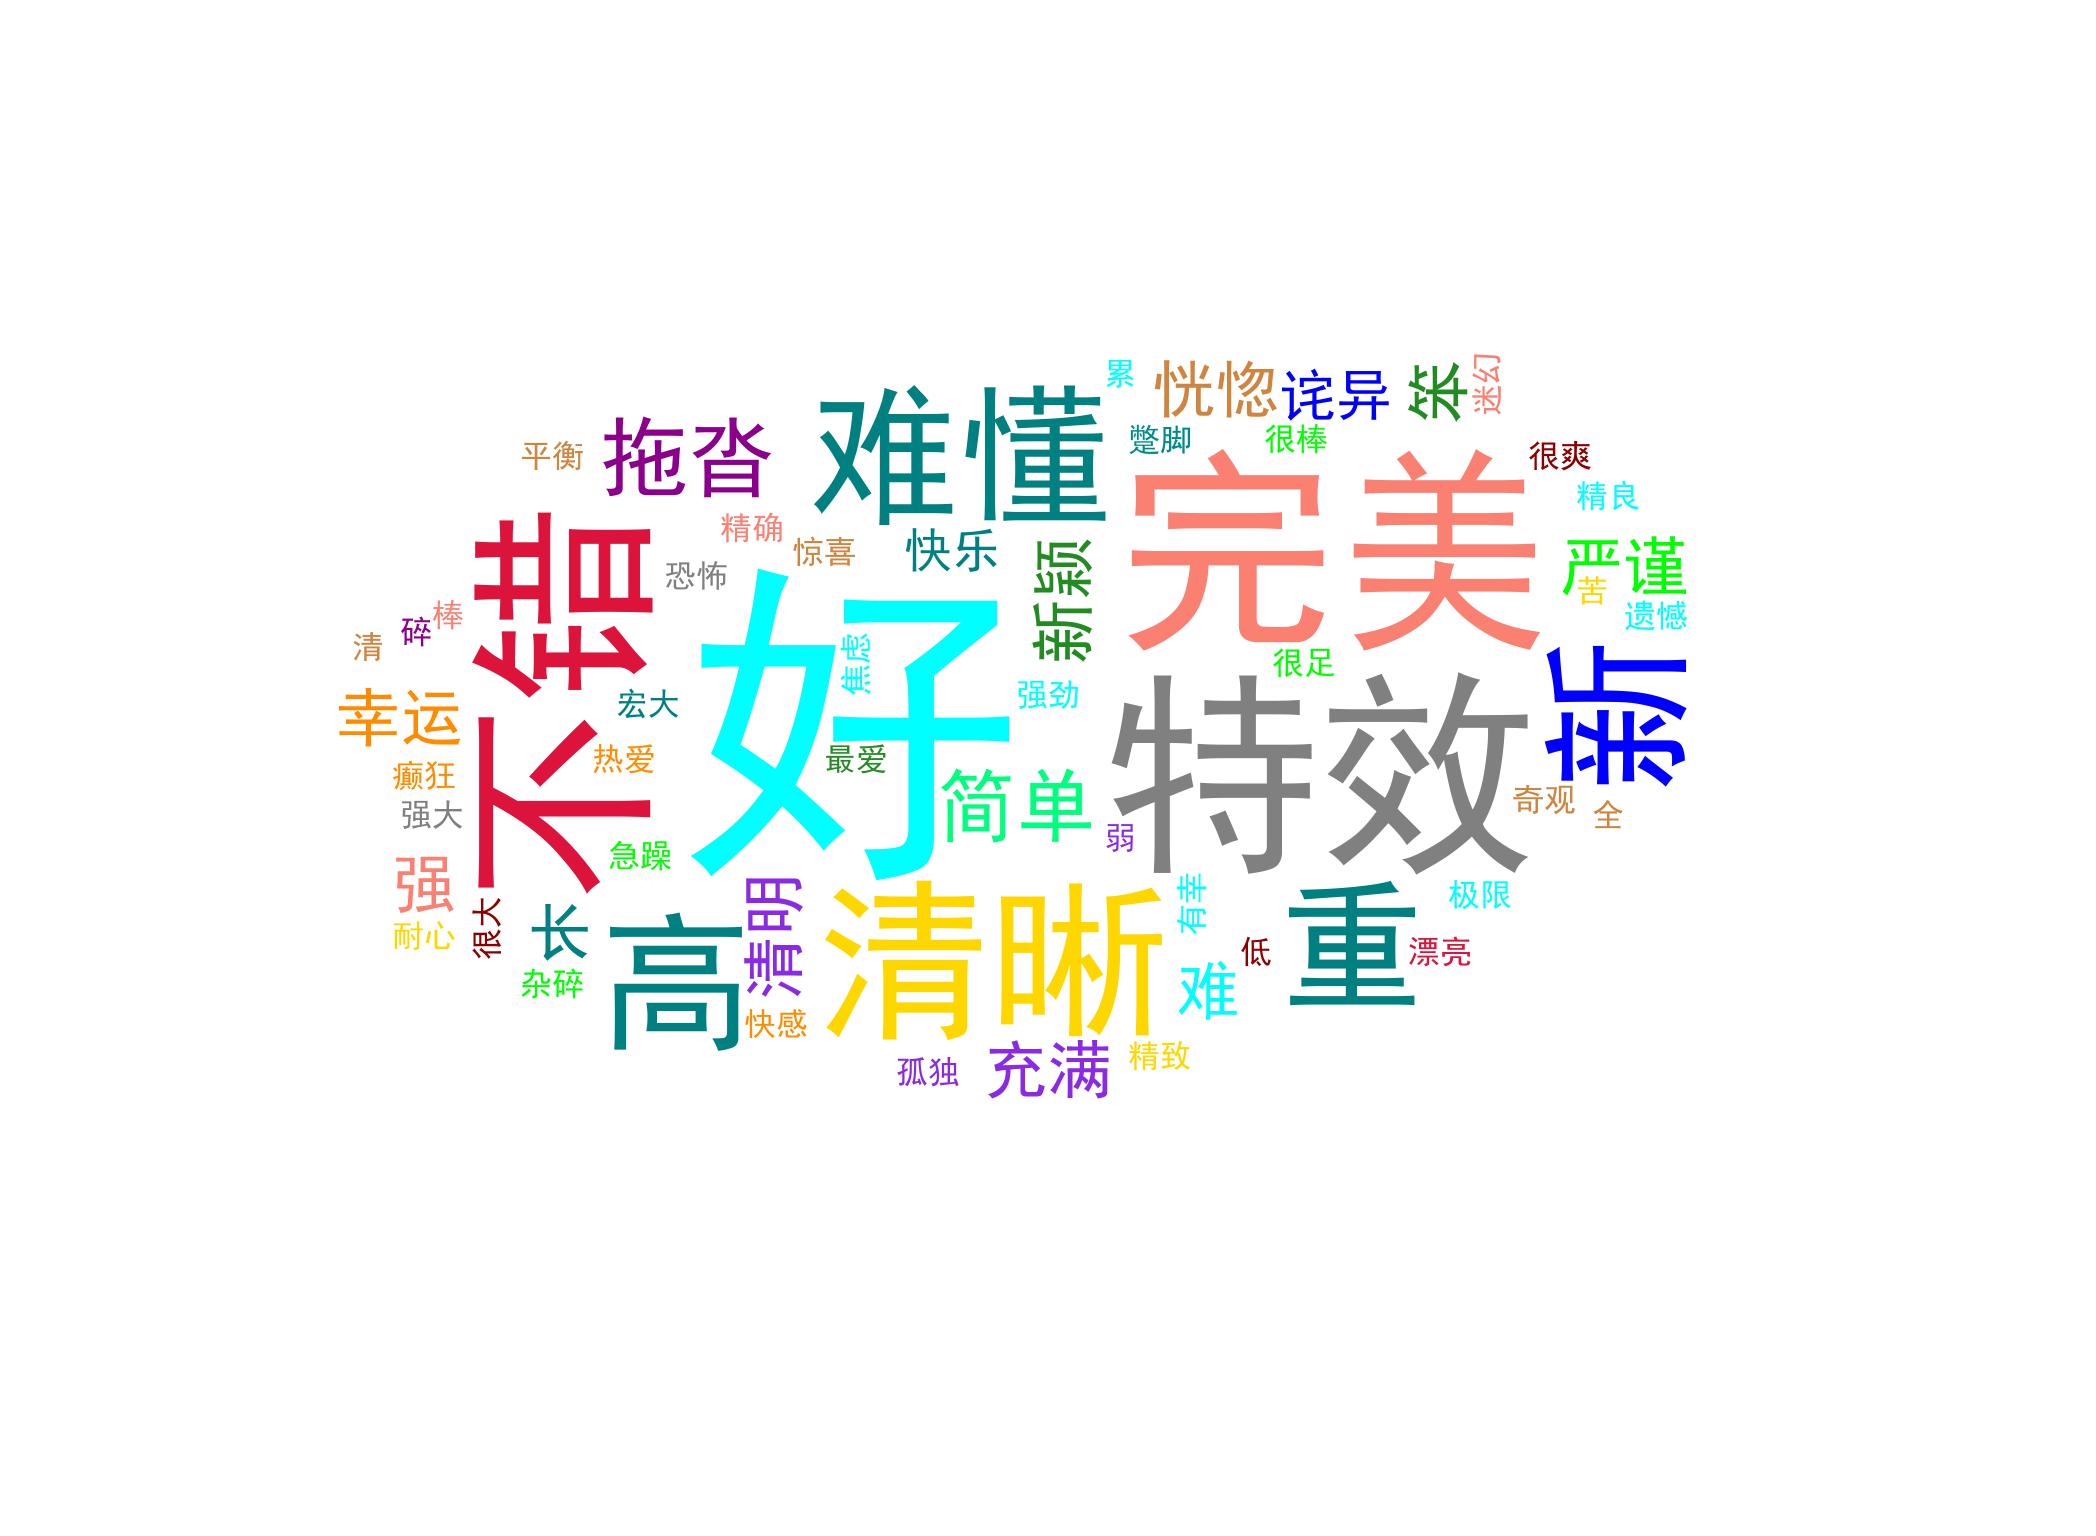 累
恍惚
诧异
笨
迷幻
难懂
拖沓
平衡
蹩脚
很棒
很爽
完美
精良
精确
惊喜
快乐
新颖
恐怖
严谨
苦
遗憾
不错
棒
碎
清
好
焦虑
强劲
很足
特效
新
幸运
宏大
热爱
最爱
癫狂
强大
简单
弱
奇观
全
急躁
强
耐心
很大
长
高
清明
清晰
有幸
重
极限
低
漂亮
难
杂碎
快感
孤独
充满
精致